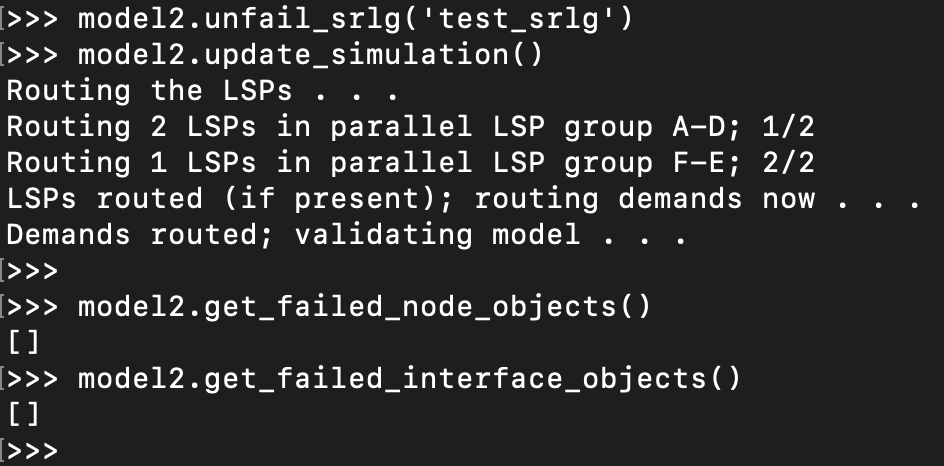 [>>> model2.unfail_srlg('test_srlg')
[>>> model2.update_simulation()
Routing the LSPs . . .
Routing 2 LSPs in parallel LSP group A-D; 1/2
Routing 1 LSPs in parallel LSP group F-E; 2/2
LSPs routed (if present); routing demands now . . .
Demands routed; validating model . . .
[>>>
[>>> model2.get_failed_node_objects()
[]
[>>> model2.get_failed_interface_objects()
[]
[>>>